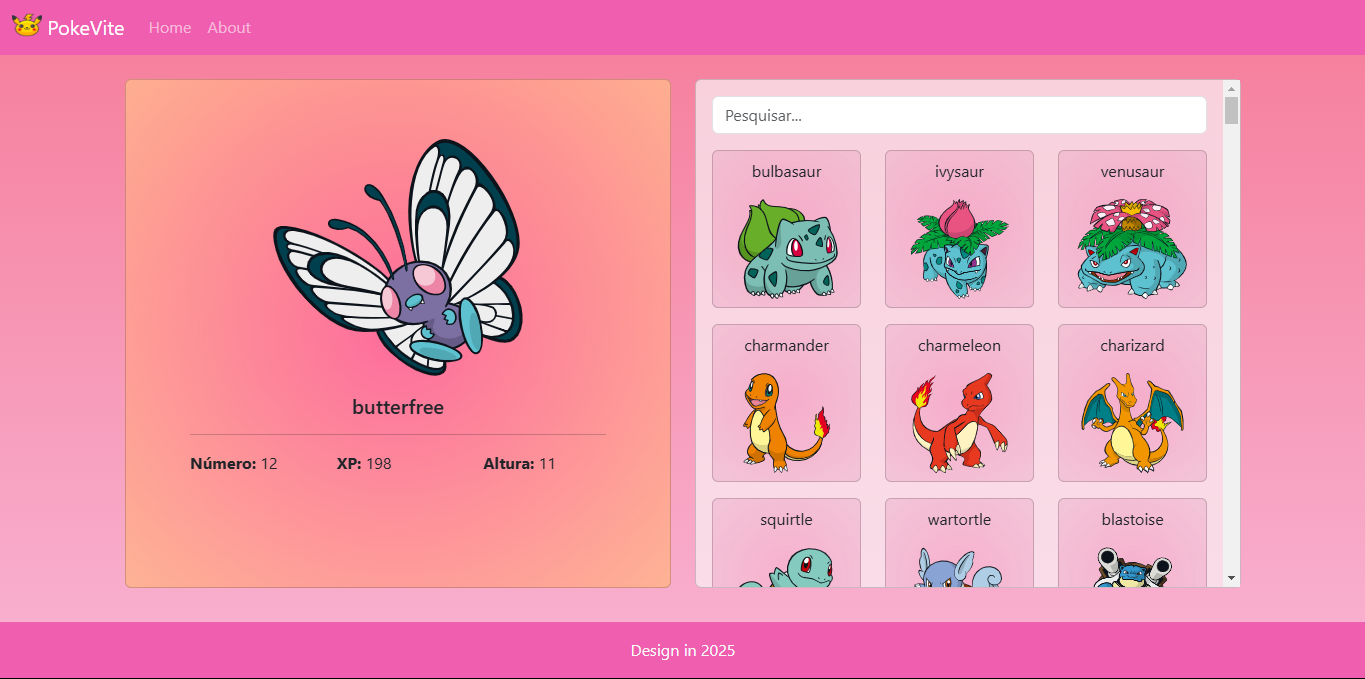 PokeVite Home About
butterfree
Número: 12 XP: 198 Altura: 11
Pesquisar...
bulbasaur ivysaur venusaur
charmander charmeleon charizard
squirtle wartortle blastoise
Design in 2025